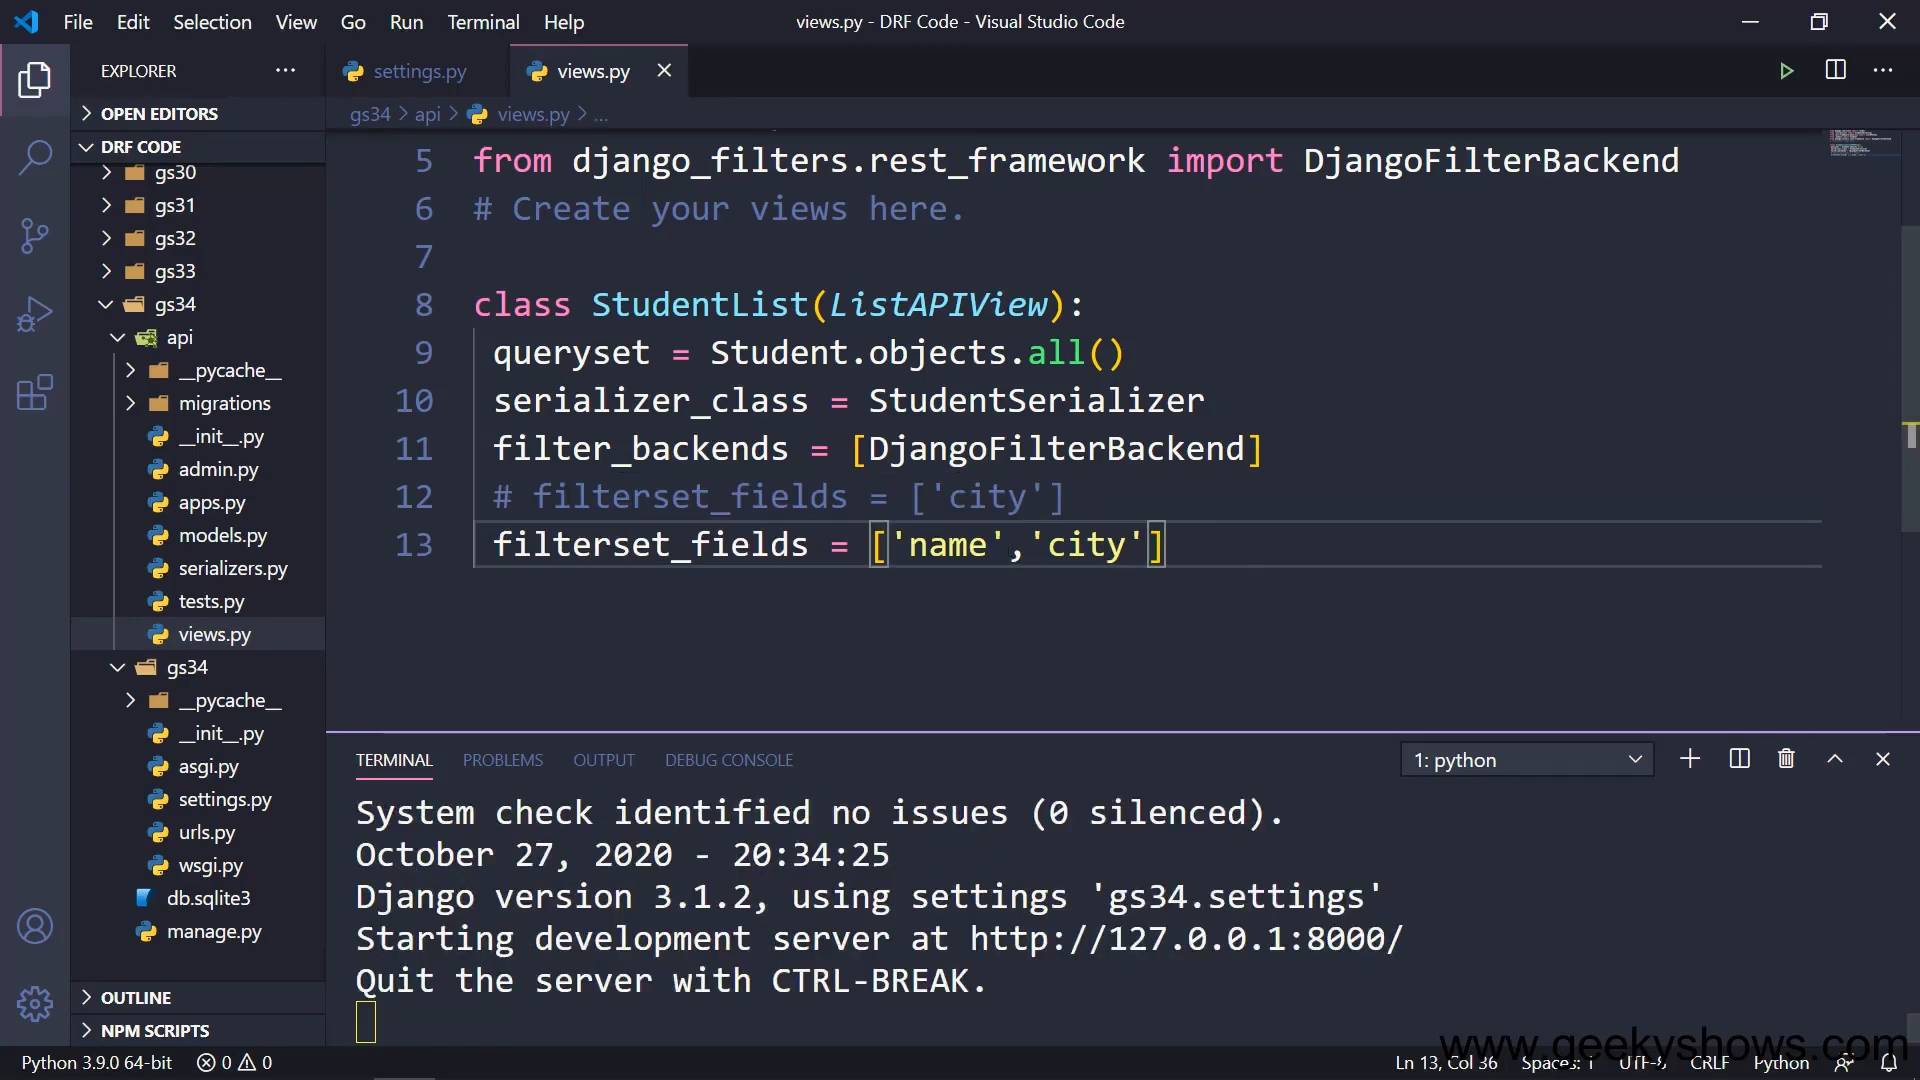 File Edit Selection View Go Run Terminal Help
views.py - DRF Code - Visual Studio Code
EXPLORER
OPEN EDITORS
DRF CODE
gs30
gs31
gs32
gs33
gs34
api
__pycache__
migrations
__init__.py
admin.py
apps.py
models.py
serializers.py
tests.py
views.py
gs34
__pycache__
__init__.py
asgi.py
settings.py
urls.py
wsgi.py
db.sqlite3
manage.py
OUTLINE
NPM SCRIPTS
settings.py views.py
gs34 > api > views.py > ...
5 from django_filters.rest_framework import DjangoFilterBackend
6 # Create your views here.
7
8 class StudentList(ListAPIView):
9 queryset = Student.objects.all()
10 serializer_class = StudentSerializer
11 filter_backends = [DjangoFilterBackend]
12 # filterset_fields = ['city']
13 filterset_fields = ['name','city']
TERMINAL PROBLEMS OUTPUT DEBUG CONSOLE 1: python
System check identified no issues (0 silenced).
October 27, 2020 - 20:34:25
Django version 3.1.2, using settings 'gs34.settings'
Starting development server at http://127.0.0.1:8000/
Quit the server with CTRL-BREAK.
www.geekyshows.com
Python 3.9.0 64-bit 0 0 Ln 13, Col 36 Spaces: 1 UTF-8 CRLF Python